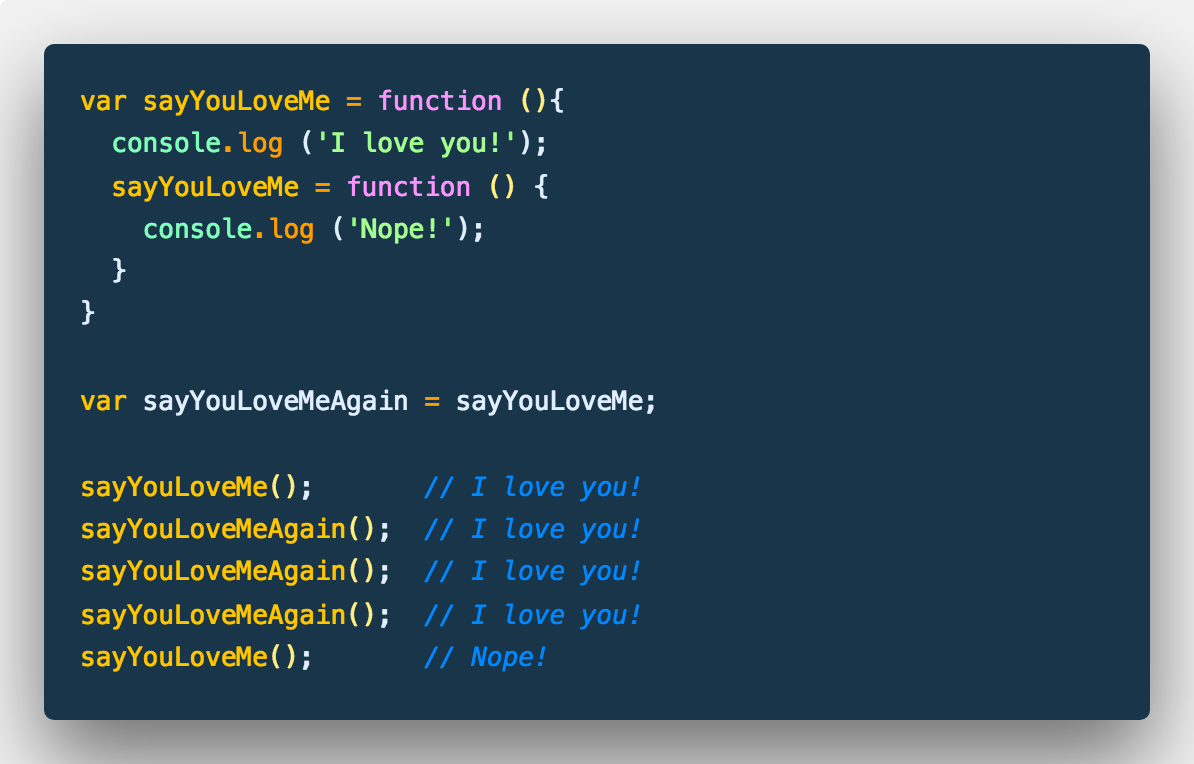 var sayYouLoveMe = function (){
  console.log ('I love you!');
  sayYouLoveMe = function () {
    console.log ('Nope!');
  }
}

var sayYouLoveMeAgain = sayYouLoveMe;

sayYouLoveMe();       // I love you!
sayYouLoveMeAgain();  // I love you!
sayYouLoveMeAgain();  // I love you!
sayYouLoveMeAgain();  // I love you!
sayYouLoveMe();       // Nope!